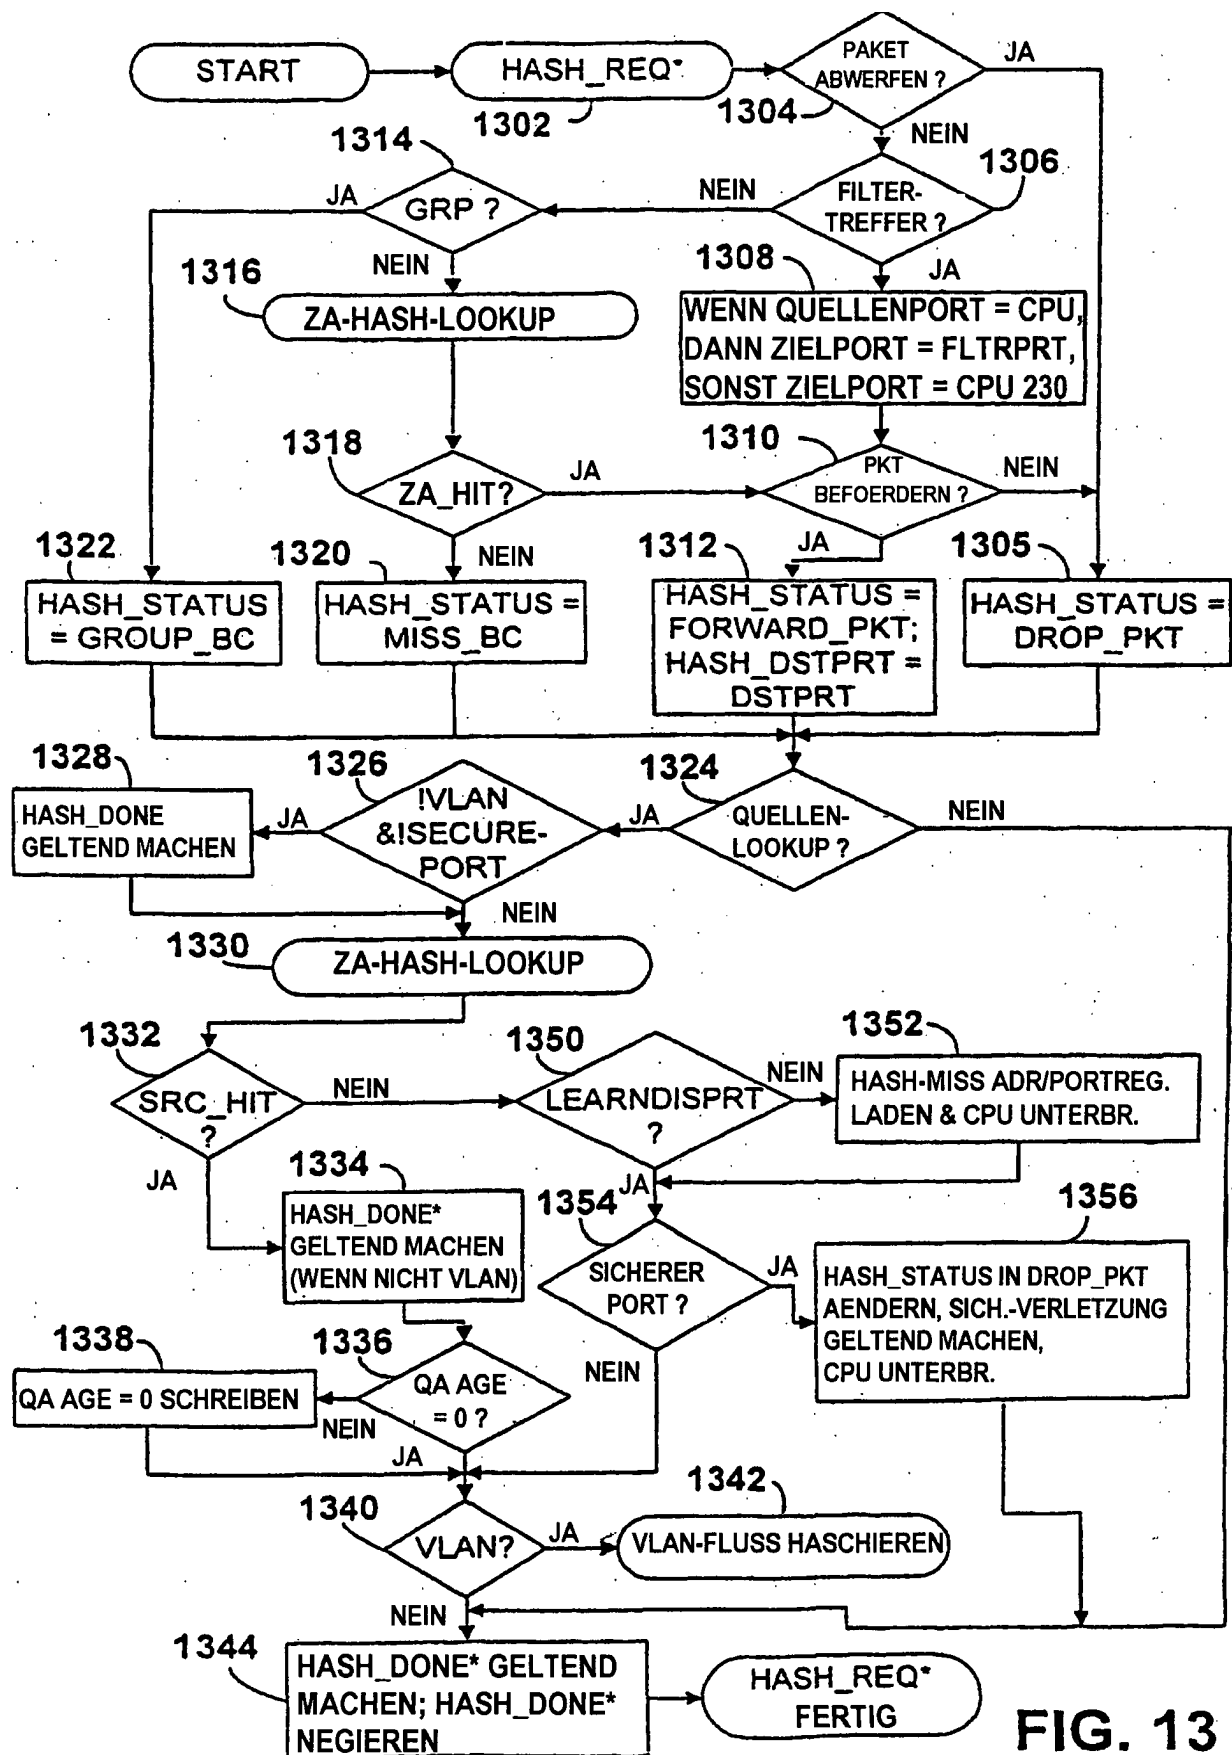 START
HASH_REQ*
1302
PAKET
ABWERFEN ?
1304
JA
NEIN
1314
JA
GRP ?
NEIN
NEIN
FILTER-
TREFFER ?
1306
JA
1316
ZA-HASH-LOOKUP
1308
WENN QUELLENPORT = CPU,
DANN ZIELPORT = FLTRPRT,
SONST ZIELPORT = CPU 230
1318
ZA_HIT?
JA
NEIN
1310
PKT
BEFOERDERN ?
NEIN
JA
1322
HASH_STATUS
= GROUP_BC
1320
HASH_STATUS =
MISS_BC
1312
HASH_STATUS =
FORWARD_PKT;
HASH_DSTPRT =
DSTPRT
1305
HASH_STATUS =
DROP_PKT
1328
HASH_DONE
GELTEND MACHEN
JA
1326
!VLAN
&!SECURE-
PORT
NEIN
JA
1324
QUELLEN-
LOOKUP ?
NEIN
1330
ZA-HASH-LOOKUP
1332
SRC_HIT
?
NEIN
JA
1350
LEARNDISPRT
?
NEIN
JA
1352
HASH-MISS ADR/PORTREG.
LADEN & CPU UNTERBR.
1334
HASH_DONE*
GELTEND MACHEN
(WENN NICHT VLAN)
1354
SICHERER
PORT ?
JA
NEIN
1356
HASH_STATUS IN DROP_PKT
AENDERN, SICH.-VERLETZUNG
GELTEND MACHEN,
CPU UNTERBR.
1338
QA AGE = 0 SCHREIBEN
1336
QA AGE
= 0 ?
NEIN
JA
1340
VLAN?
JA
NEIN
1342
VLAN-FLUSS HASCHIEREN
1344
HASH_DONE* GELTEND
MACHEN; HASH_DONE*
NEGIEREN
HASH_REQ*
FERTIG
FIG. 13